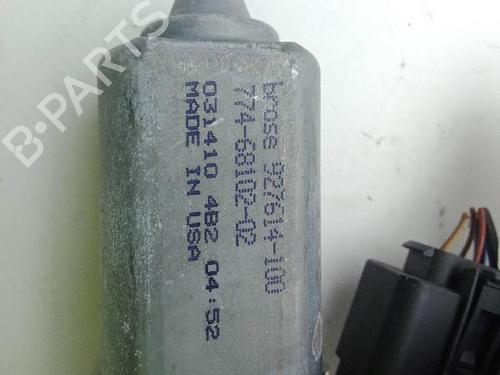 brose 927614-100
774-68102-02
031410 4B2 04:52
MADE IN USA
B-PARTS